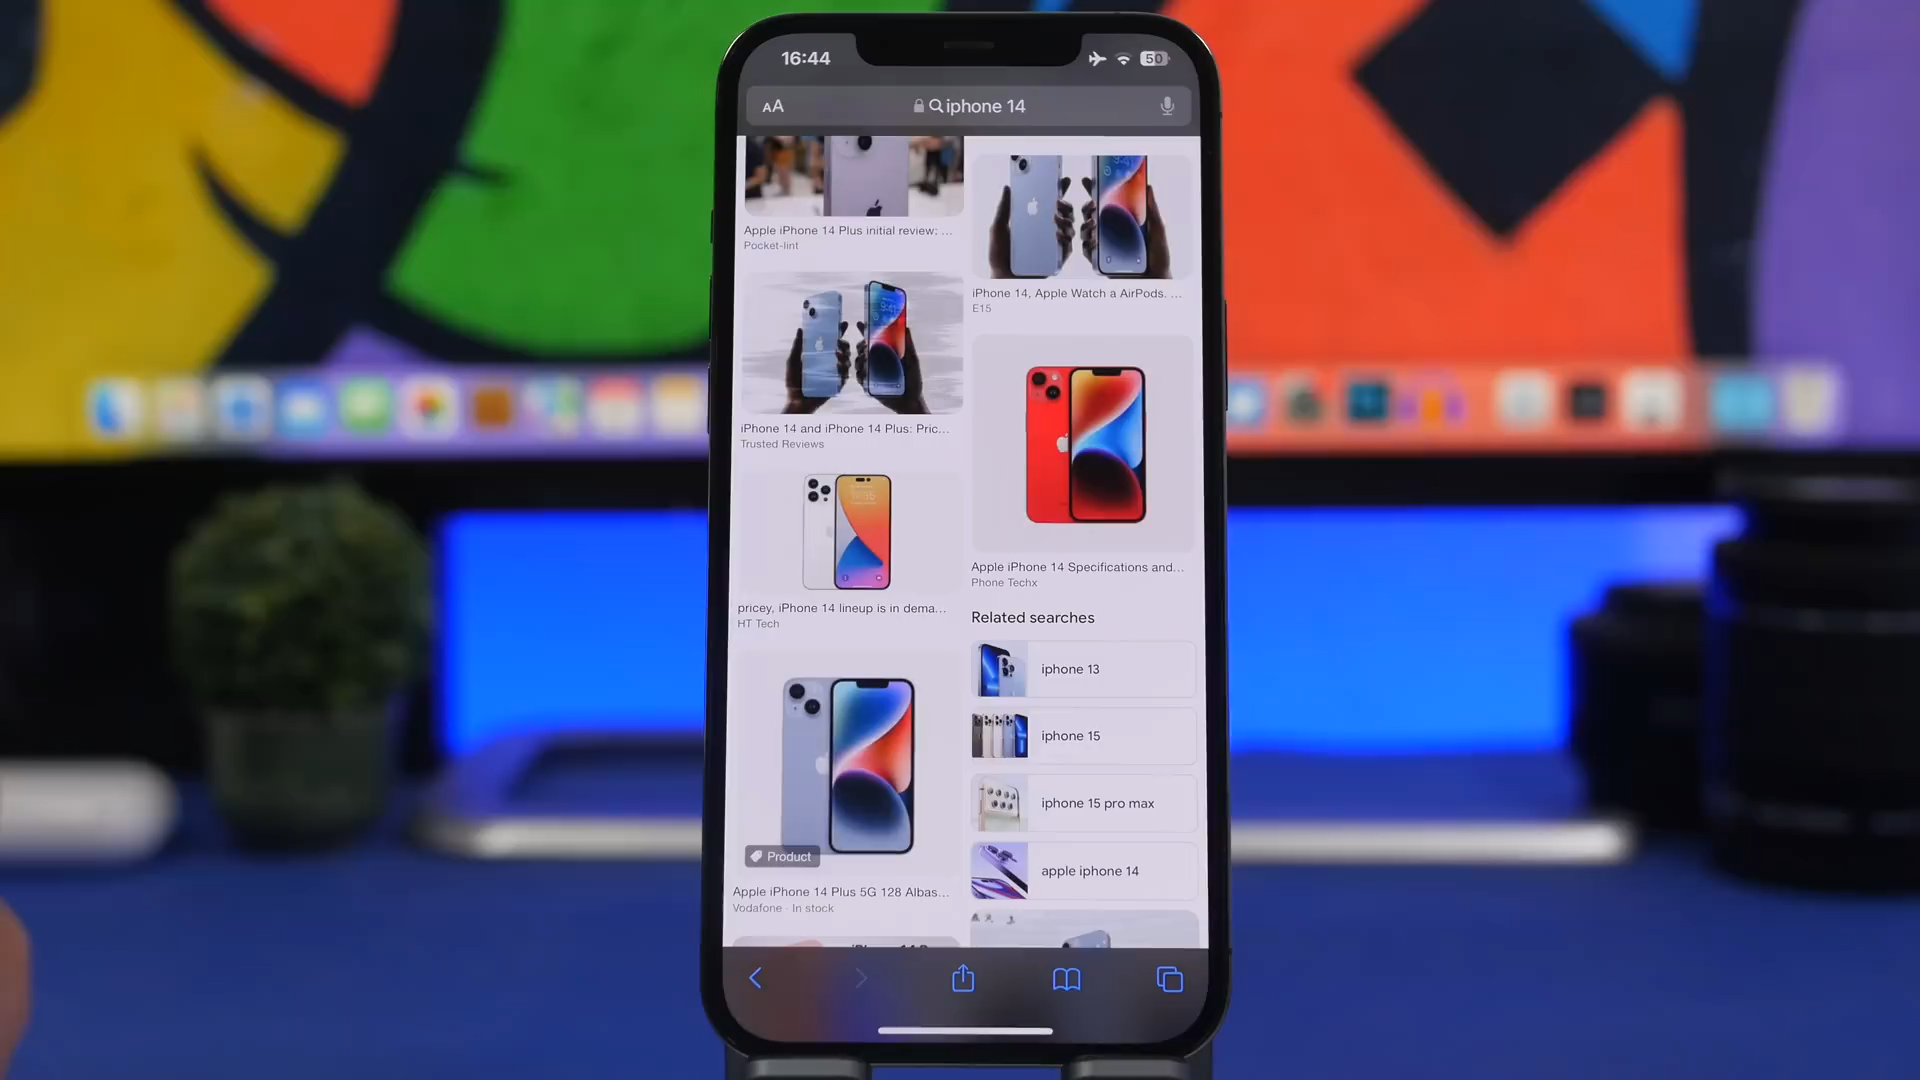 16:44
50
AA
iphone 14
Apple iPhone 14 Plus initial review: ...
Pocket-lint
iPhone 14, Apple Watch a AirPods. ...
E15
iPhone 14 and iPhone 14 Plus: Pric...
Trusted Reviews
Apple iPhone 14 Specifications and...
Phone Techx
pricey, iPhone 14 lineup is in dema...
HT Tech
Related searches
iphone 13
iphone 15
iphone 15 pro max
apple iphone 14
Product
Apple iPhone 14 Plus 5G 128 Albas...
Vodafone · In stock